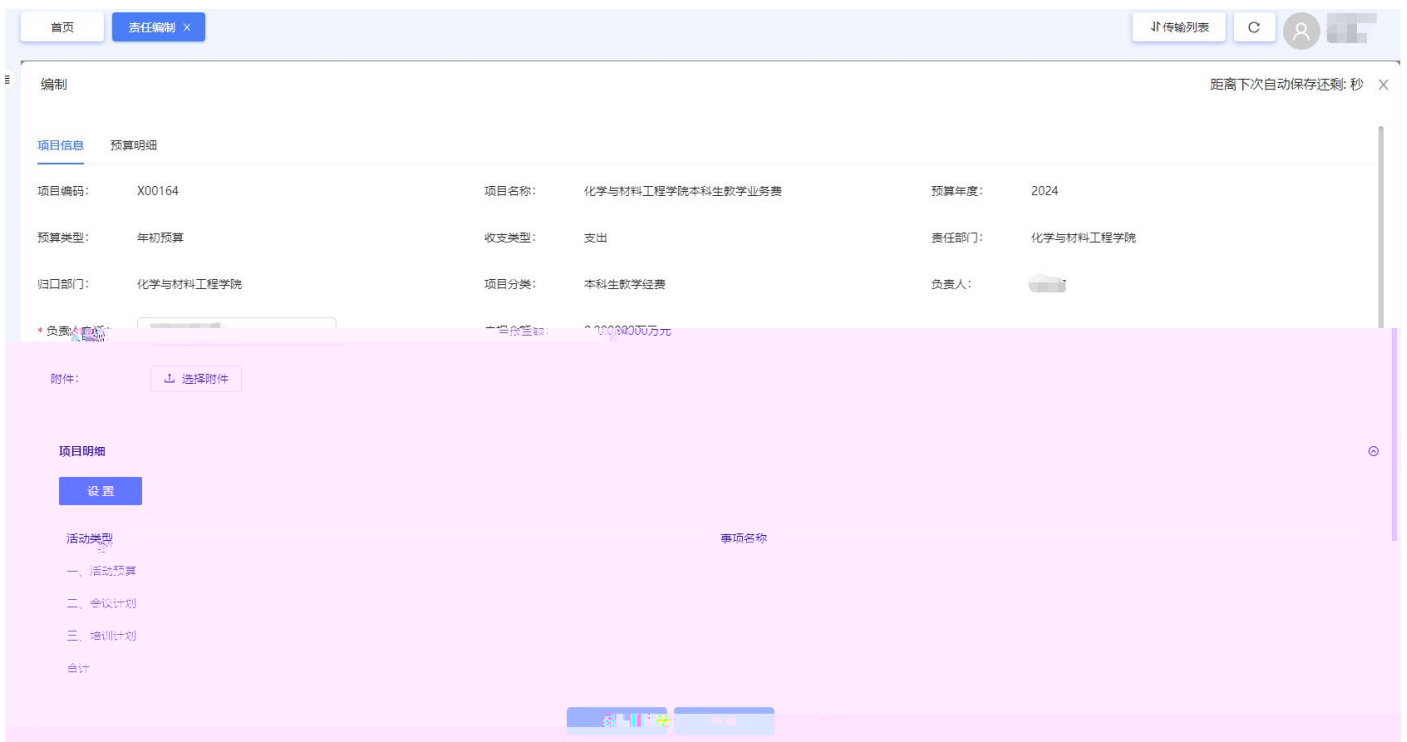 首页 责任编制 × 传输列表
编制 距离下次自动保存还剩: 秒 ×
项目信息 预算明细
项目编码: X00164 项目名称: 化学与材料工程学院本科生教学业务费 预算年度: 2024
预算类型: 年初预算 收支类型: 支出 责任部门: 化学与材料工程学院
归口部门: 化学与材料工程学院 项目分类: 本科生教学经费 负责人:
* 负责人
附件: 选择附件
项目明细
设置
活动类型 事项名称
一、活动预算
二、会议计划
三、培训计划
合计